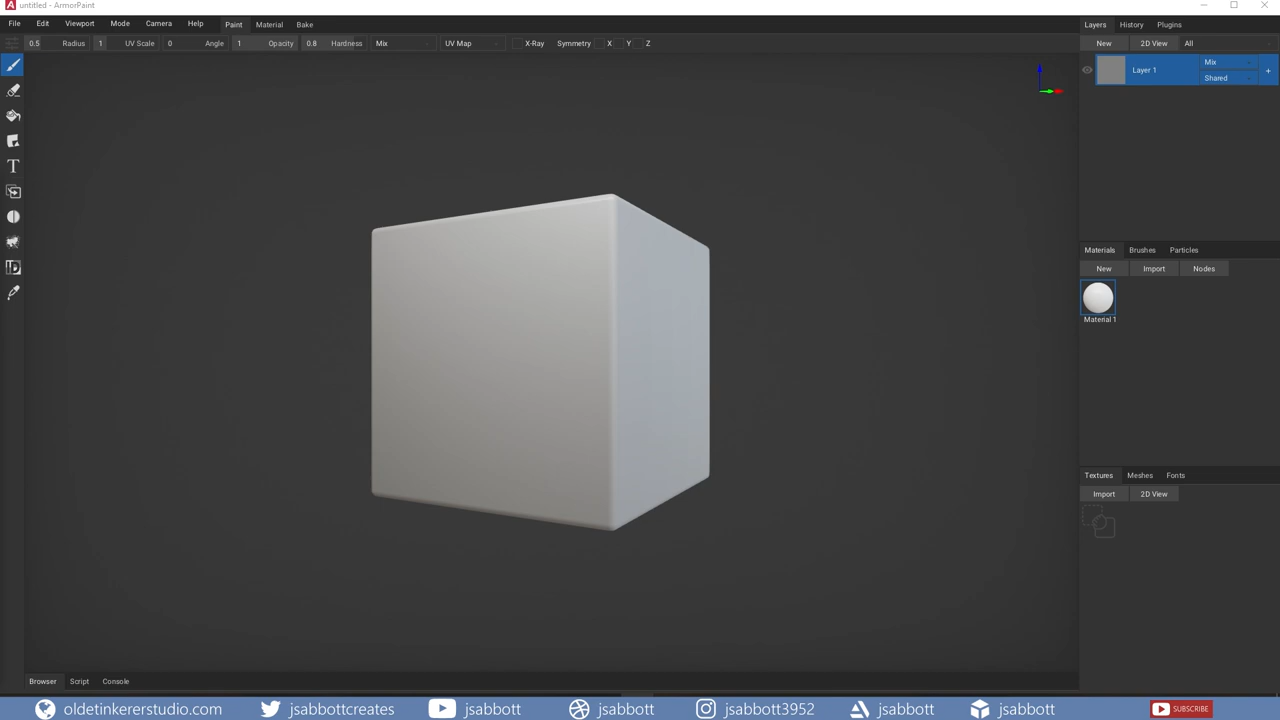 untitled - ArmorPaint
File Edit Viewport Mode Camera Help Paint Material Bake
Layers History Plugins
0.5 Radius 1 UV Scale 0 Angle 1 Opacity 0.8 Hardness Mix UV Map X-Ray Symmetry X Y Z
New 2D View All
Layer 1
Mix
Shared
+
Materials Brushes Particles
New Import Nodes
Material 1
Textures Meshes Fonts
Import 2D View
Browser Script Console
oldetinkererstudio.com jsabbottcreates jsabbott jsabbott jsabbott3952 jsabbott jsabbott SUBSCRIBE